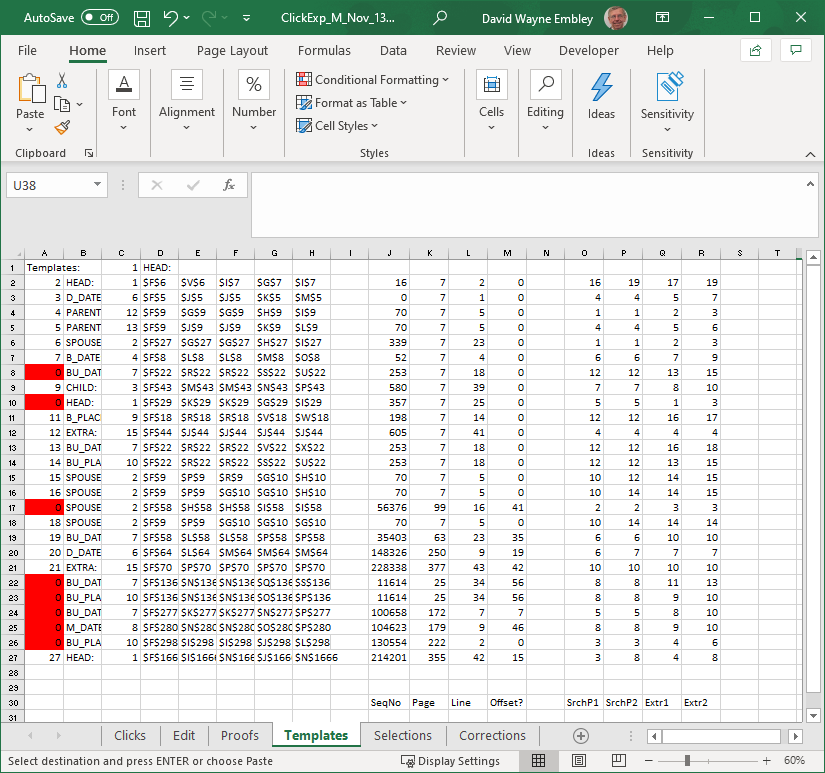 AutoSave Off ClickExp_M_Nov_13... David Wayne Embley
File Home Insert Page Layout Formulas Data Review View Developer Help
Conditional Formatting
Format as Table
Cell Styles
Paste Font Alignment Number Cells Editing Ideas Sensitivity
Clipboard Styles Ideas Sensitivity
U38 fx
A B C D E F G H I J K L M N O P Q R S T
1 Templates: 1 HEAD:
2 2 HEAD: 1 $F$6 $V$6 $I$7 $G$7 $I$7 16 7 2 0 16 19 17 19
3 3 D_DATE 6 $F$5 $J$5 $J$5 $K$5 $M$5 0 7 1 0 4 4 5 7
4 4 PARENT 12 $F$9 $G$9 $G$9 $H$9 $I$9 70 7 5 0 1 1 2 3
5 5 PARENT 13 $F$9 $J$9 $J$9 $K$9 $L$9 70 7 5 0 4 4 5 6
6 6 SPOUSE 2 $F$27 $G$27 $G$27 $H$27 $I$27 339 7 23 0 1 1 2 3
7 7 B_DATE 4 $F$8 $L$8 $L$8 $M$8 $O$8 52 7 4 0 6 6 7 9
8 0 BU_DAT 7 $F$22 $R$22 $R$22 $S$22 $U$22 253 7 18 0 12 12 13 15
9 9 CHILD: 3 $F$43 $M$43 $M$43 $N$43 $P$43 580 7 39 0 7 7 8 10
10 0 HEAD: 1 $F$29 $K$29 $K$29 $G$29 $I$29 357 7 25 0 5 5 1 3
11 11 B_PLAC 9 $F$18 $R$18 $R$18 $V$18 $W$18 198 7 14 0 12 12 16 17
12 12 EXTRA: 15 $F$44 $J$44 $J$44 $J$44 $J$44 605 7 41 0 4 4 4 4
13 13 BU_DAT 7 $F$22 $R$22 $R$22 $V$22 $X$22 253 7 18 0 12 12 16 18
14 14 BU_PLA 10 $F$22 $R$22 $R$22 $S$22 $U$22 253 7 18 0 12 12 13 15
15 15 SPOUSE 2 $F$9 $P$9 $R$9 $G$10 $H$10 70 7 5 0 10 12 14 15
16 16 SPOUSE 2 $F$9 $P$9 $G$10 $G$10 $H$10 70 7 5 0 10 14 14 15
17 0 SPOUSE 2 $F$58 $H$58 $H$58 $I$58 $I$58 56376 99 16 41 2 2 3 3
18 18 SPOUSE 2 $F$9 $P$9 $G$10 $G$10 $G$10 70 7 5 0 10 14 14 14
19 19 BU_DAT 7 $F$58 $L$58 $L$58 $P$58 $P$58 35403 63 23 35 6 6 10 10
20 20 D_DATE 6 $F$64 $L$64 $M$64 $M$64 $M$64 148326 250 9 19 6 7 7 7
21 21 EXTRA: 15 $F$70 $P$70 $P$70 $P$70 $P$70 228338 377 43 42 10 10 10 10
22 0 BU_DAT 7 $F$136 $N$136 $N$136 $Q$136 $S$136 11614 25 34 56 8 8 11 13
23 0 BU_PLA 10 $F$136 $N$136 $N$136 $O$136 $P$136 11614 25 34 56 8 8 9 10
24 0 BU_DAT 7 $F$277 $K$277 $K$277 $N$277 $P$277 100658 172 7 7 5 5 8 10
25 0 M_DATE 8 $F$280 $N$280 $N$280 $O$280 $P$280 104623 179 9 46 8 8 9 10
26 0 BU_PLA 10 $F$298 $I$298 $I$298 $J$298 $L$298 130554 222 2 0 3 3 4 6
27 27 HEAD: 1 $F$166 $I$166 $N$166 $J$166 $N$1666 214201 355 42 15 3 8 4 8
28
29
30 SeqNo Page Line Offset? SrchP1 SrchP2 Extr1 Extr2
31
Clicks Edit Proofs Templates Selections Corrections
Select destination and press ENTER or choose Paste Display Settings 60%